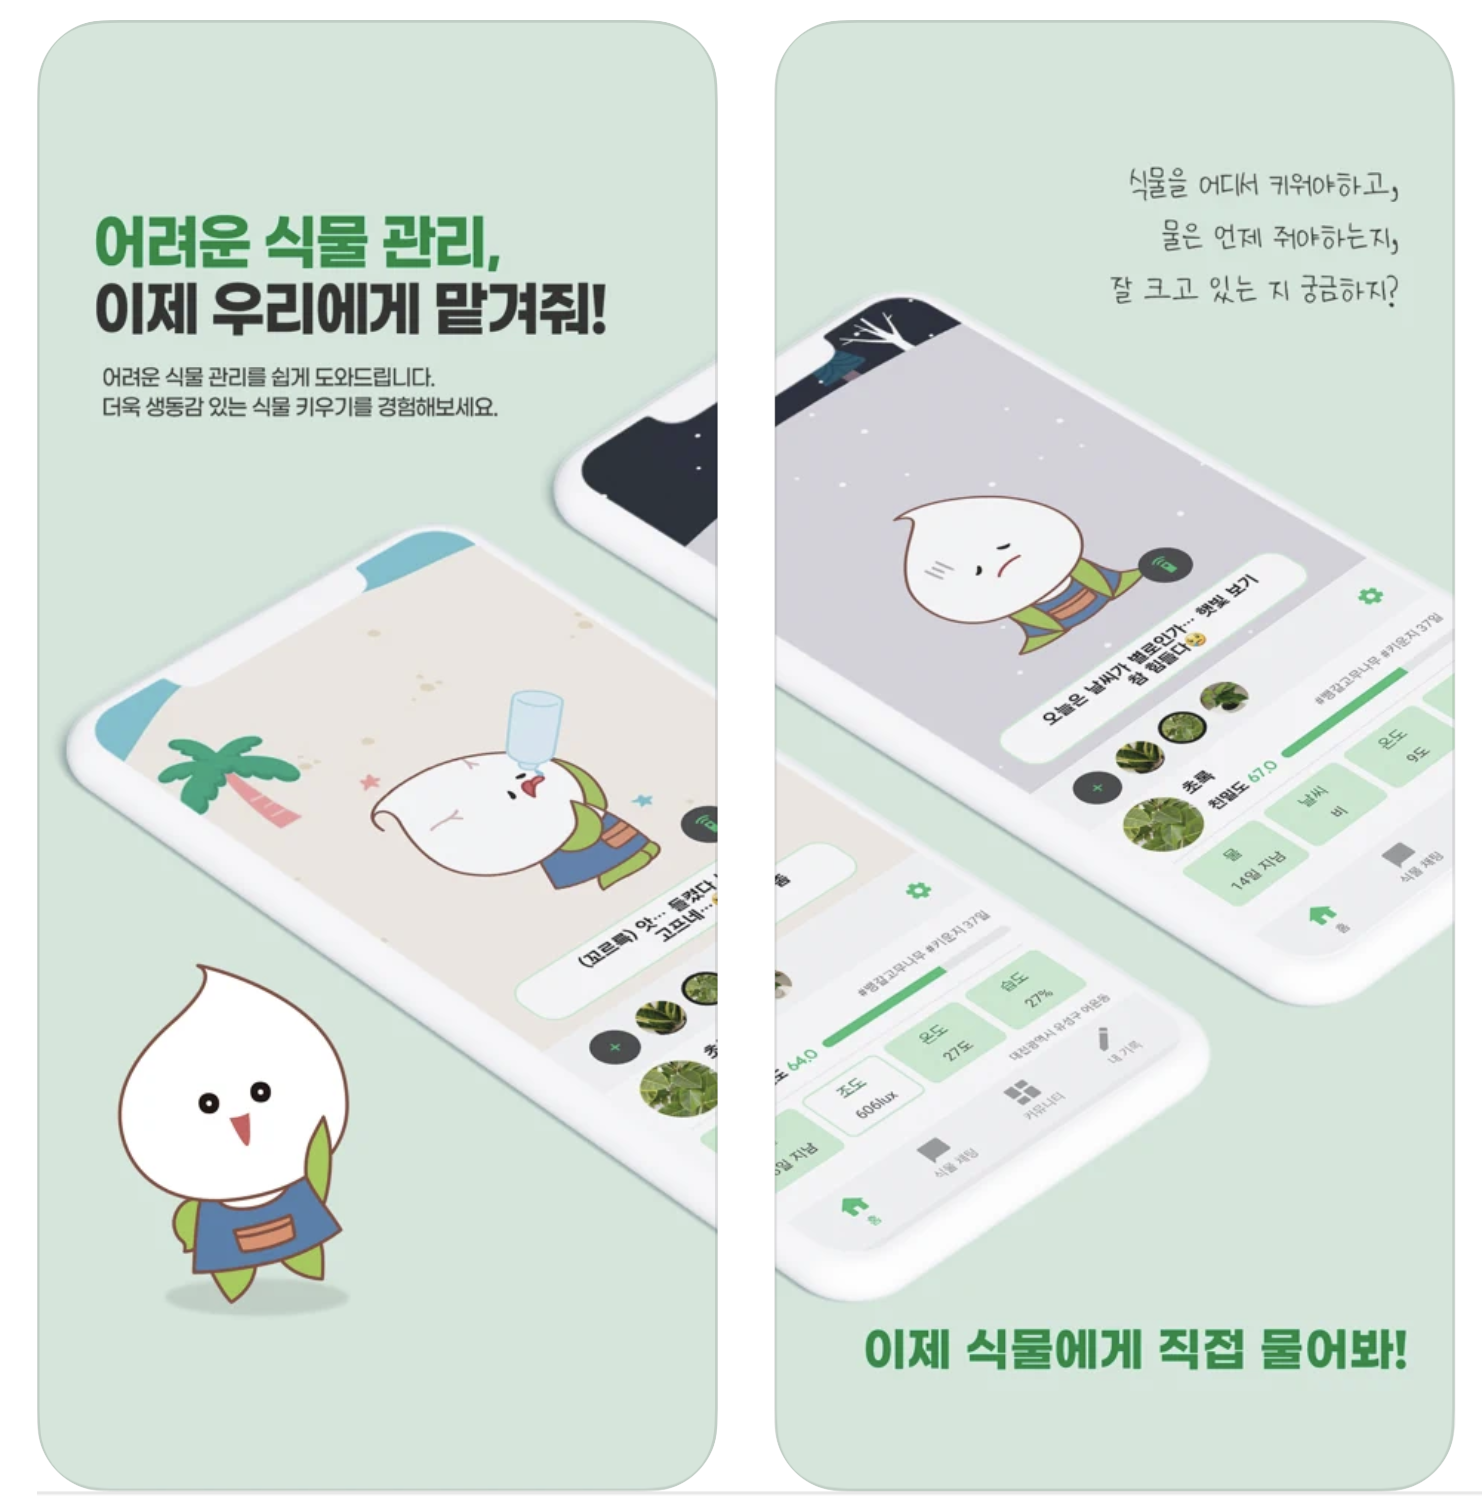 어려운 식물 관리,
이제 우리에게 맡겨줘!
어려운 식물 관리를 쉽게 도와드립니다.
더욱 생동감 있는 식물 키우기를 경험해보세요.
(꼬르륵) 앗... 들켰다
고프네...
식물을 어디서 키워야하고,
물은 언제 줘야하는지,
잘 크고 있는 지 궁금하지?
오늘은 날씨가 별로인가... 햇빛 보기
참 힘들다😢
#뱅갈고무나무 #키운지 37일
초록
친밀도 67.0
물
14일 지남
날씨
비
온도
9도
홈
식물 채팅
#뱅갈고무나무 #키운지 37일
도 64.0
일 지남
조도
606lux
온도
27도
습도
27%
대전광역시 유성구 어은동
홈
식물 채팅
커뮤니티
내 기록
이제 식물에게 직접 물어봐!